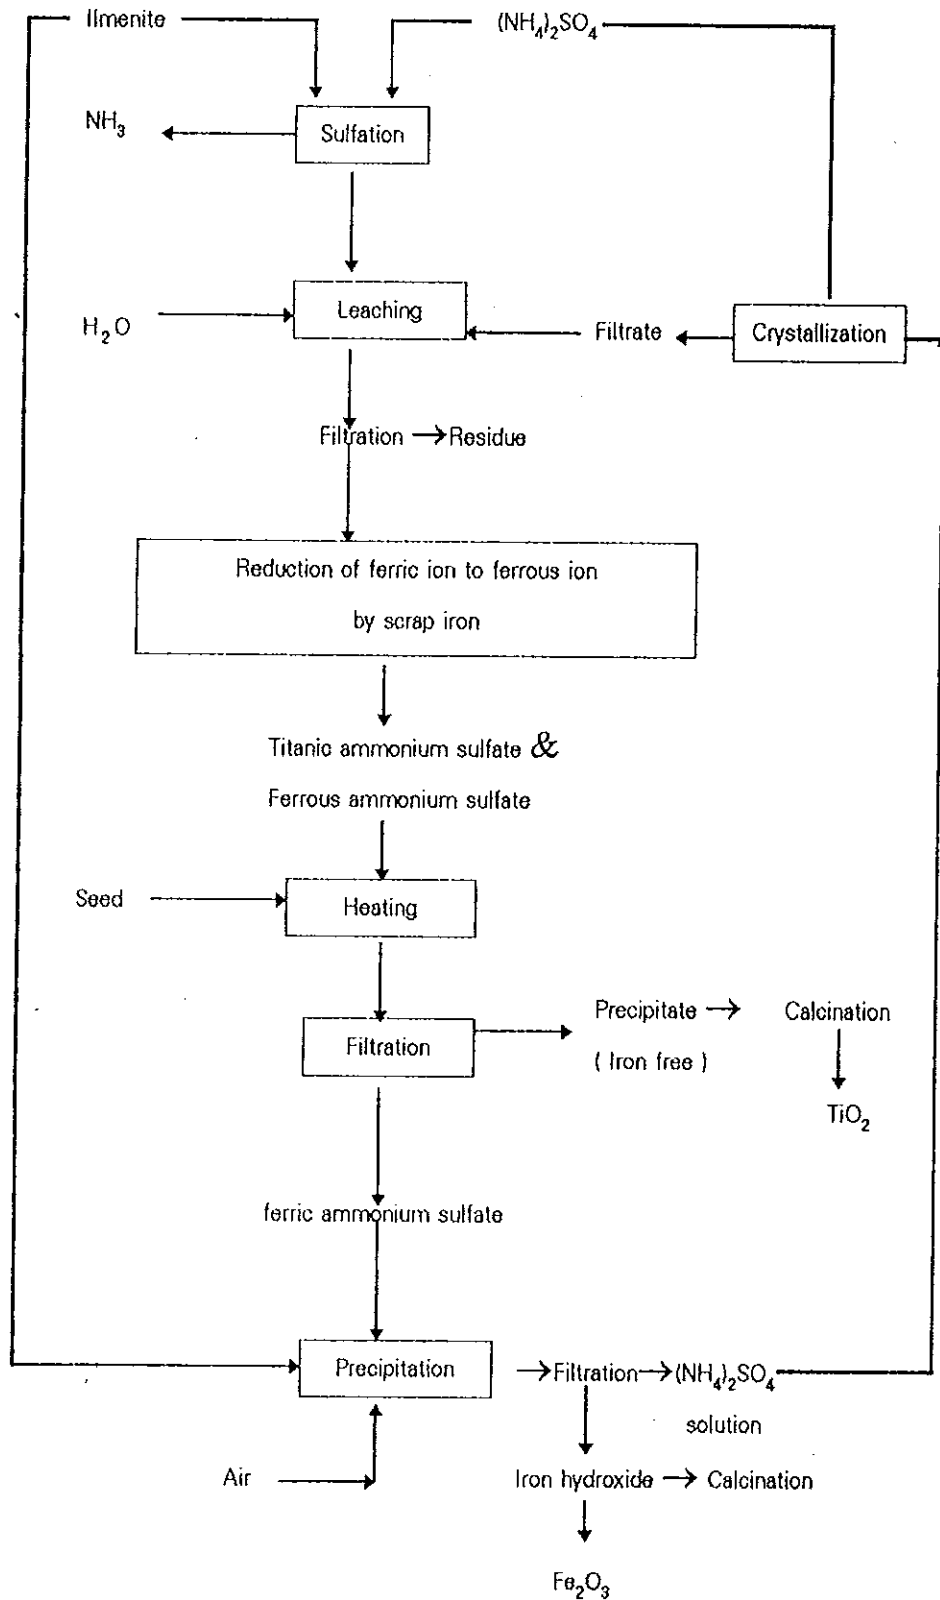 Ilmenite
(NH₄)₂SO₄
NH₃
Sulfation
H₂O
Leaching
Filtrate
Crystallization
Filtration → Residue
Reduction of ferric ion to ferrous ion
by scrap iron
Titanic ammonium sulfate &
Ferrous ammonium sulfate
Seed
Heating
Filtration
Precipitate → Calcination
( Iron free )
TiO₂
ferric ammonium sulfate
Precipitation
→ Filtration → (NH₄)₂SO₄
solution
Air
Iron hydroxide → Calcination
Fe₂O₃